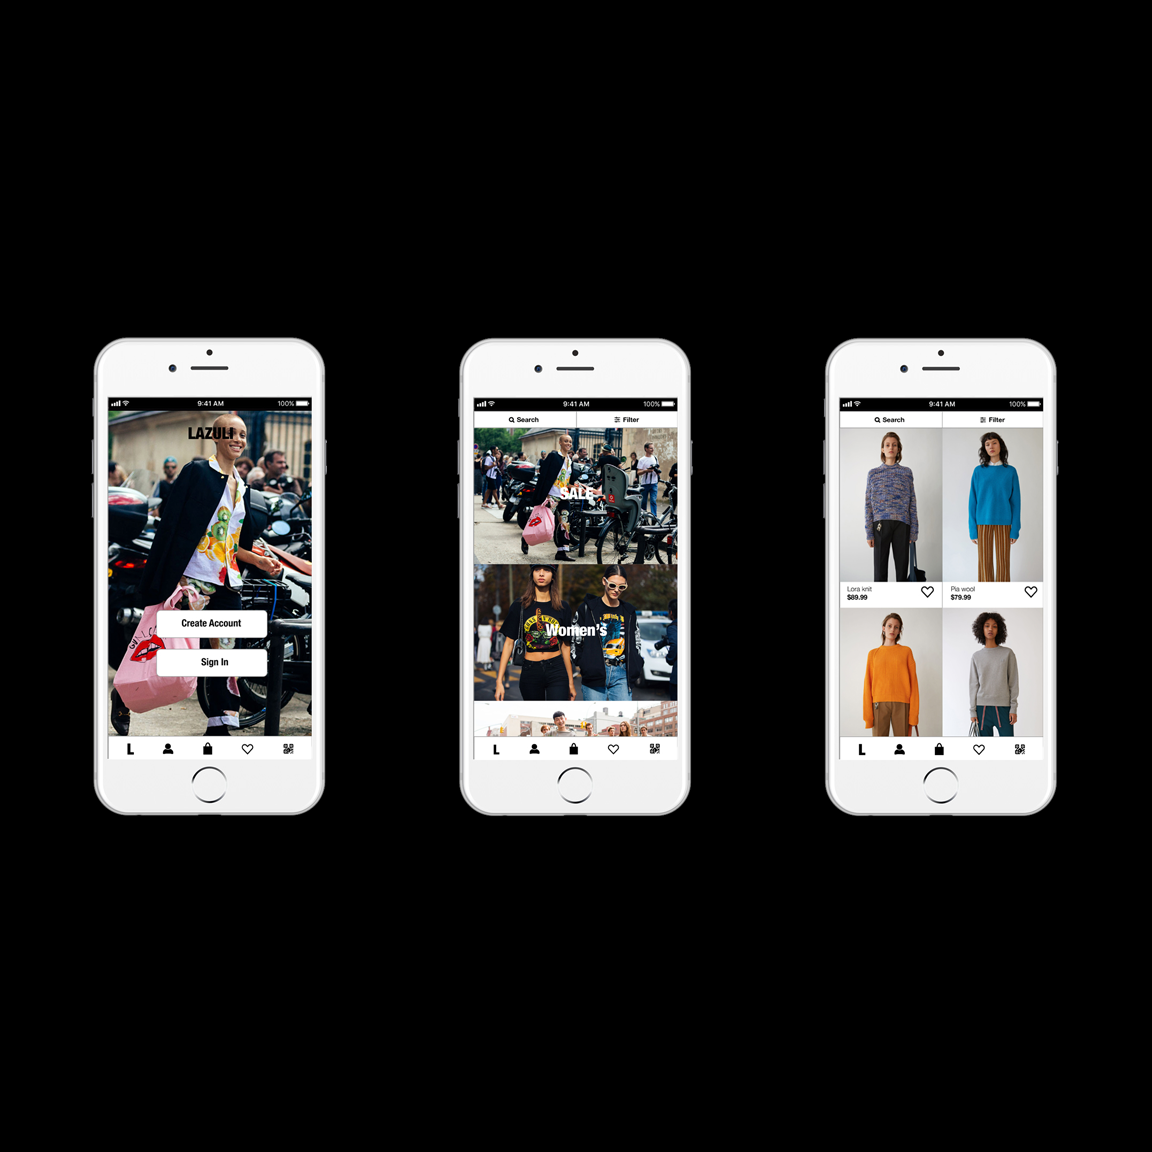 9:41 AM
100%
LAZULI
Create Account
Sign In
L
9:41 AM
100%
Search
Filter
SALE
Women's
L
9:41 AM
100%
Search
Filter
Lora knit
$89.99
Pia wool
$79.99
L